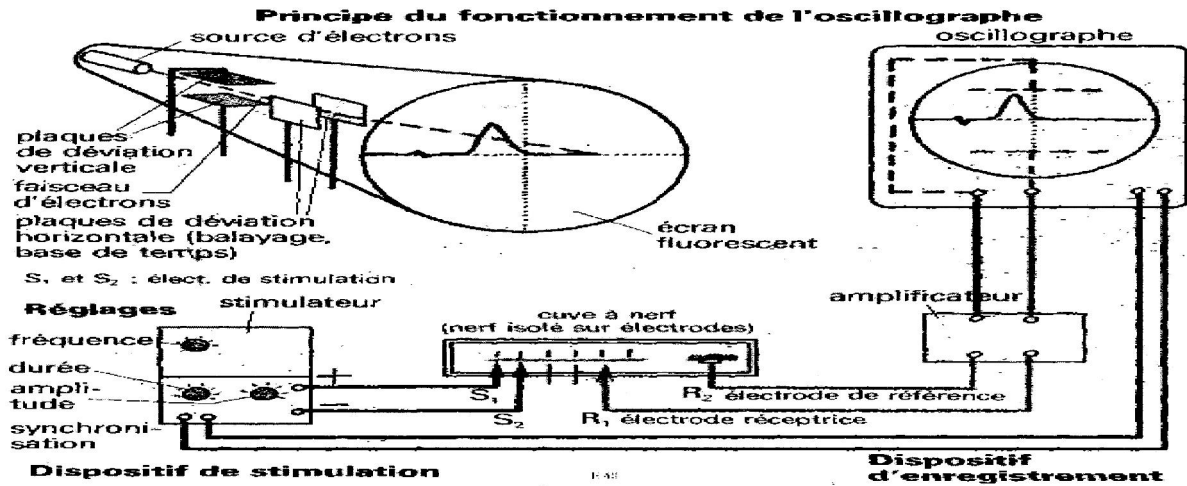 Principe du fonctionnement de l'oscillographe
source d'électrons
oscillographe
plaques
de déviation
verticale
faisceau
d'électrons
plaques de déviation
horizontale (balayage,
base de temps)
écran
fluorescent
S₁ et S₂ : élect. de stimulation
Réglages
stimulateur
fréquence
durée
ampli-
tude
synchroni-
sation
+
−
cuve à nerf
(nerf isolé sur électrodes)
S₁
S₂
R₁ électrode réceptrice
R₂ électrode de référence
amplificateur
Dispositif de stimulation
Dispositif
d'enregistrement